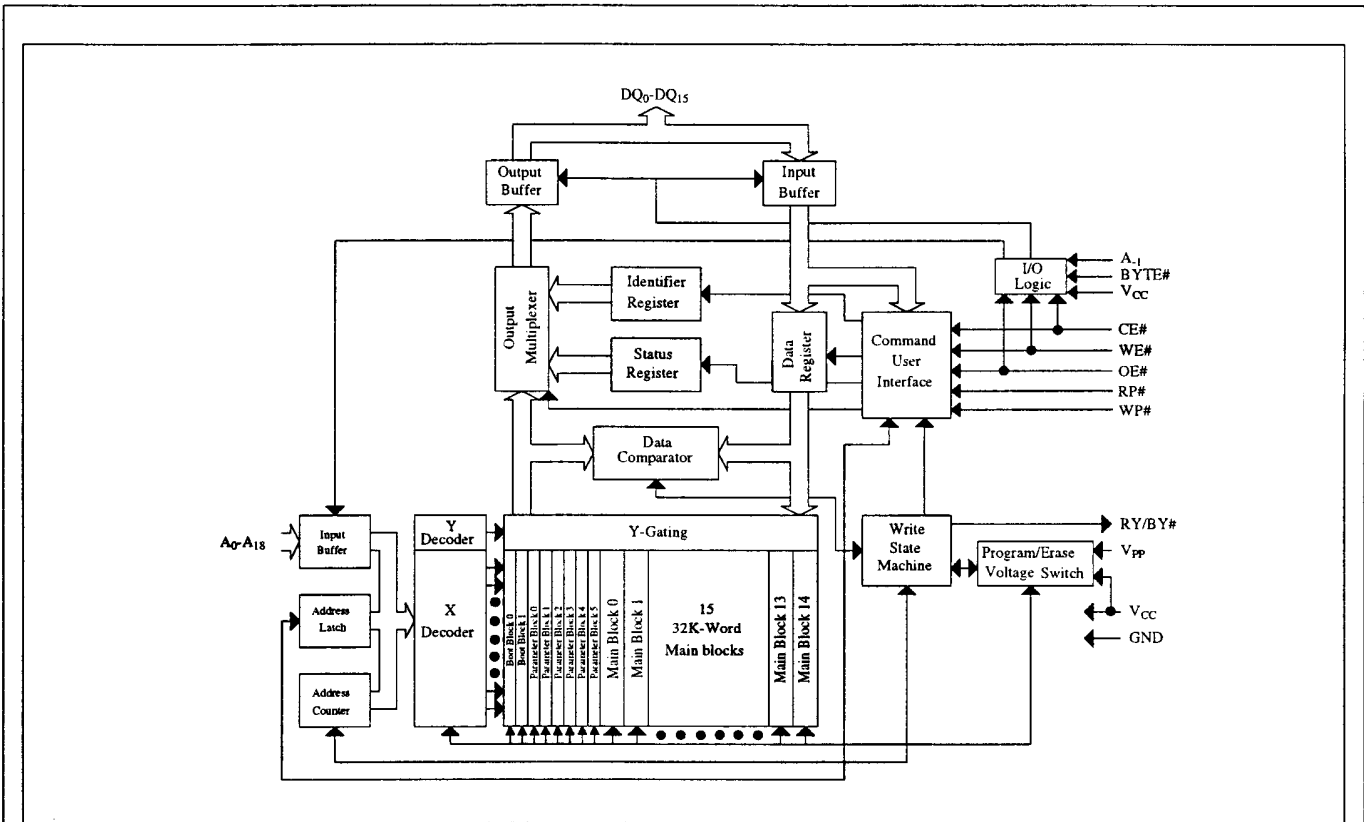 DQ₀-DQ₁₅
Output
Buffer
Input
Buffer
I/O
Logic
A₋₁
BYTE#
V_CC
Output
Multiplexer
Identifier
Register
Status
Register
Data
Register
Command
User
Interface
CE#
WE#
OE#
RP#
WP#
Data
Comparator
A₀-A₁₈
Input
Buffer
Address
Latch
Address
Counter
Y
Decoder
X
Decoder
Y-Gating
Boot Block 0
Boot Block 1
Parameter Block 0
Parameter Block 1
Parameter Block 2
Parameter Block 3
Parameter Block 4
Parameter Block 5
Main Block 0
Main Block 1
15
32K-Word
Main blocks
Main Block 13
Main Block 14
Write
State
Machine
RY/BY#
Program/Erase
Voltage Switch
V_PP
V_CC
GND